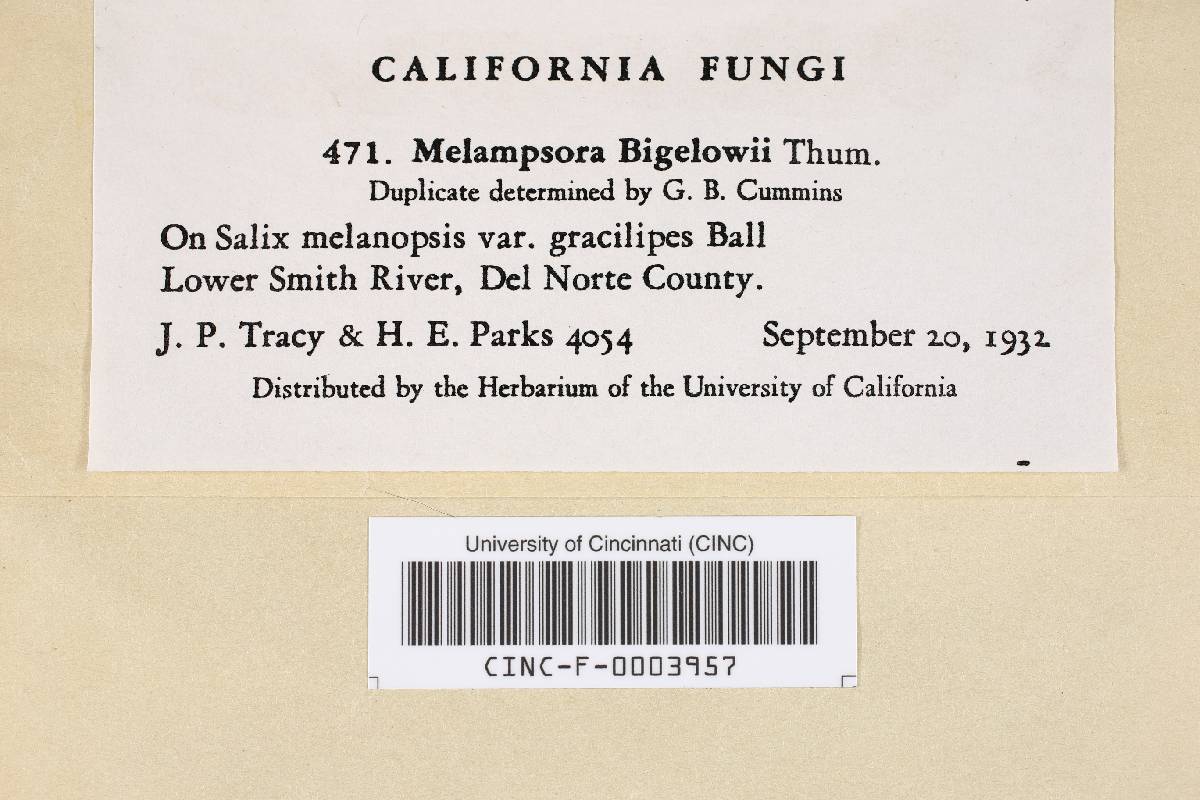 CALIFORNIA FUNGI
471. Melampsora Bigelowii Thum.
Duplicate determined by G. B. Cummins
On Salix melanopsis var. gracilipes Ball
Lower Smith River, Del Norte County.
J. P. Tracy & H. E. Parks 4054 September 20, 1932
Distributed by the Herbarium of the University of California
University of Cincinnati (CINC)
CINC-F-0003957